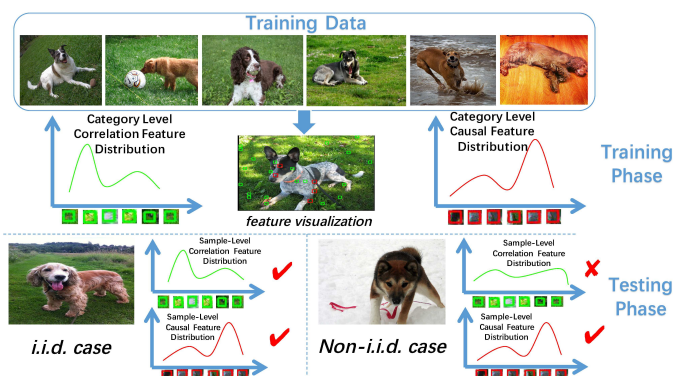 Training Data
Category Level
Correlation Feature
Distribution
Category Level
Causal Feature
Distribution
Training
Phase
feature visualization
Sample-Level
Correlation Feature
Distribution
Sample-Level
Correlation Feature
Distribution
Testing
Phase
Sample-Level
Causal Feature
Distribution
Sample-Level
Causal Feature
Distribution
i.i.d. case
Non-i.i.d. case